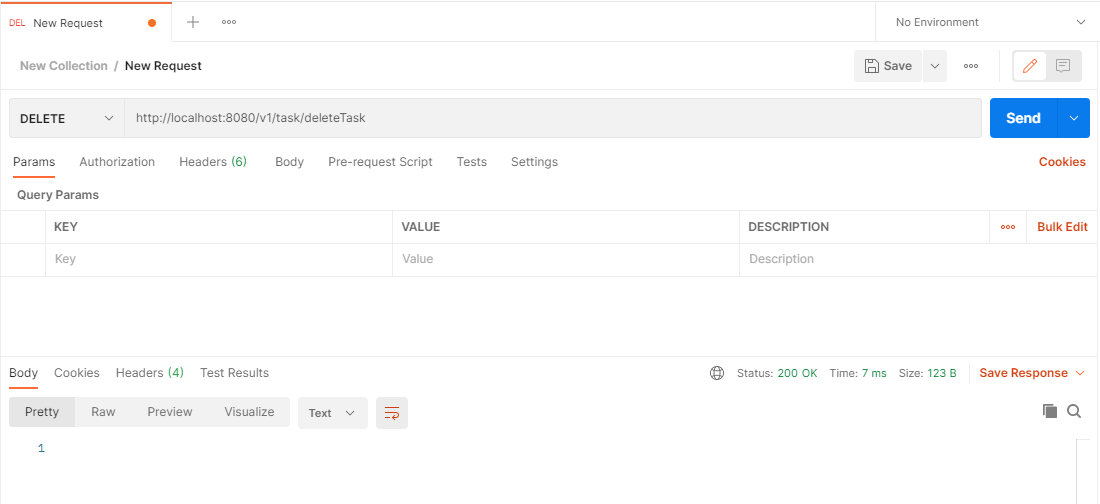 DEL New Request No Environment
New Collection / New Request Save
DELETE http://localhost:8080/v1/task/deleteTask Send
Params Authorization Headers (6) Body Pre-request Script Tests Settings Cookies
Query Params
KEY VALUE DESCRIPTION Bulk Edit
Key Value Description
Body Cookies Headers (4) Test Results Status: 200 OK Time: 7 ms Size: 123 B Save Response
Pretty Raw Preview Visualize Text
1